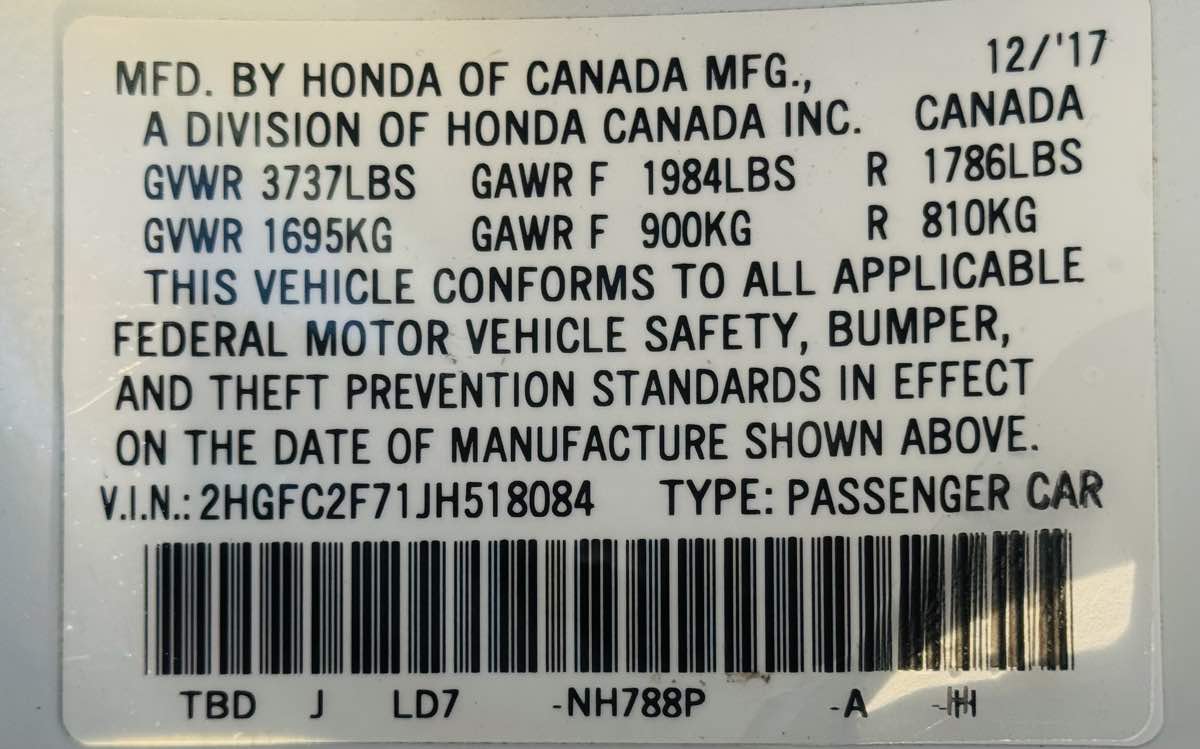 12/'17
MFD. BY HONDA OF CANADA MFG.,
A DIVISION OF HONDA CANADA INC. CANADA
GVWR 3737LBS GAWR F 1984LBS R 1786LBS
GVWR 1695KG GAWR F 900KG R 810KG
THIS VEHICLE CONFORMS TO ALL APPLICABLE
FEDERAL MOTOR VEHICLE SAFETY, BUMPER,
AND THEFT PREVENTION STANDARDS IN EFFECT
ON THE DATE OF MANUFACTURE SHOWN ABOVE.
V.I.N.: 2HGFC2F71JH518084 TYPE: PASSENGER CAR
TBD J LD7 -NH788P -A